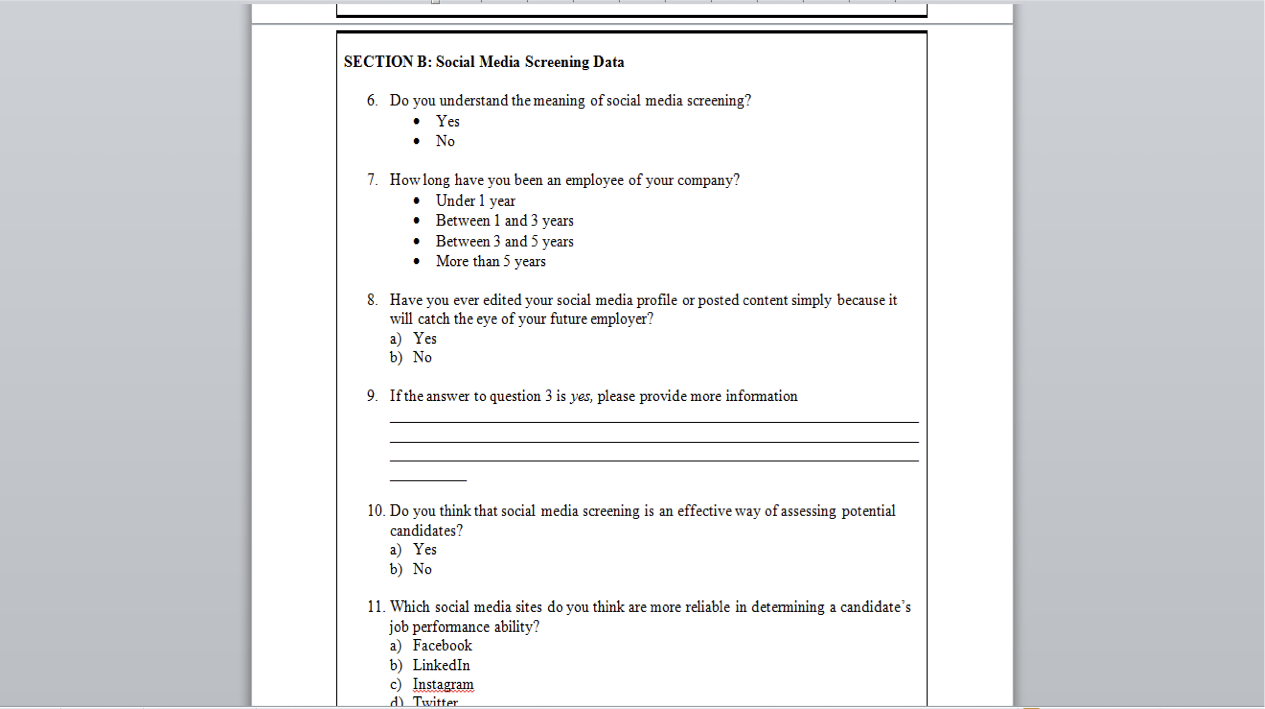 SECTION B: Social Media Screening Data
6. Do you understand the meaning of social media screening?
• Yes
• No
7. How long have you been an employee of your company?
• Under 1 year
• Between 1 and 3 years
• Between 3 and 5 years
• More than 5 years
8. Have you ever edited your social media profile or posted content simply because it
will catch the eye of your future employer?
a) Yes
b) No
9. If the answer to question 3 is yes, please provide more information
10. Do you think that social media screening is an effective way of assessing potential
candidates?
a) Yes
b) No
11. Which social media sites do you think are more reliable in determining a candidate's
job performance ability?
a) Facebook
b) LinkedIn
c) Instagram
d) Twitter